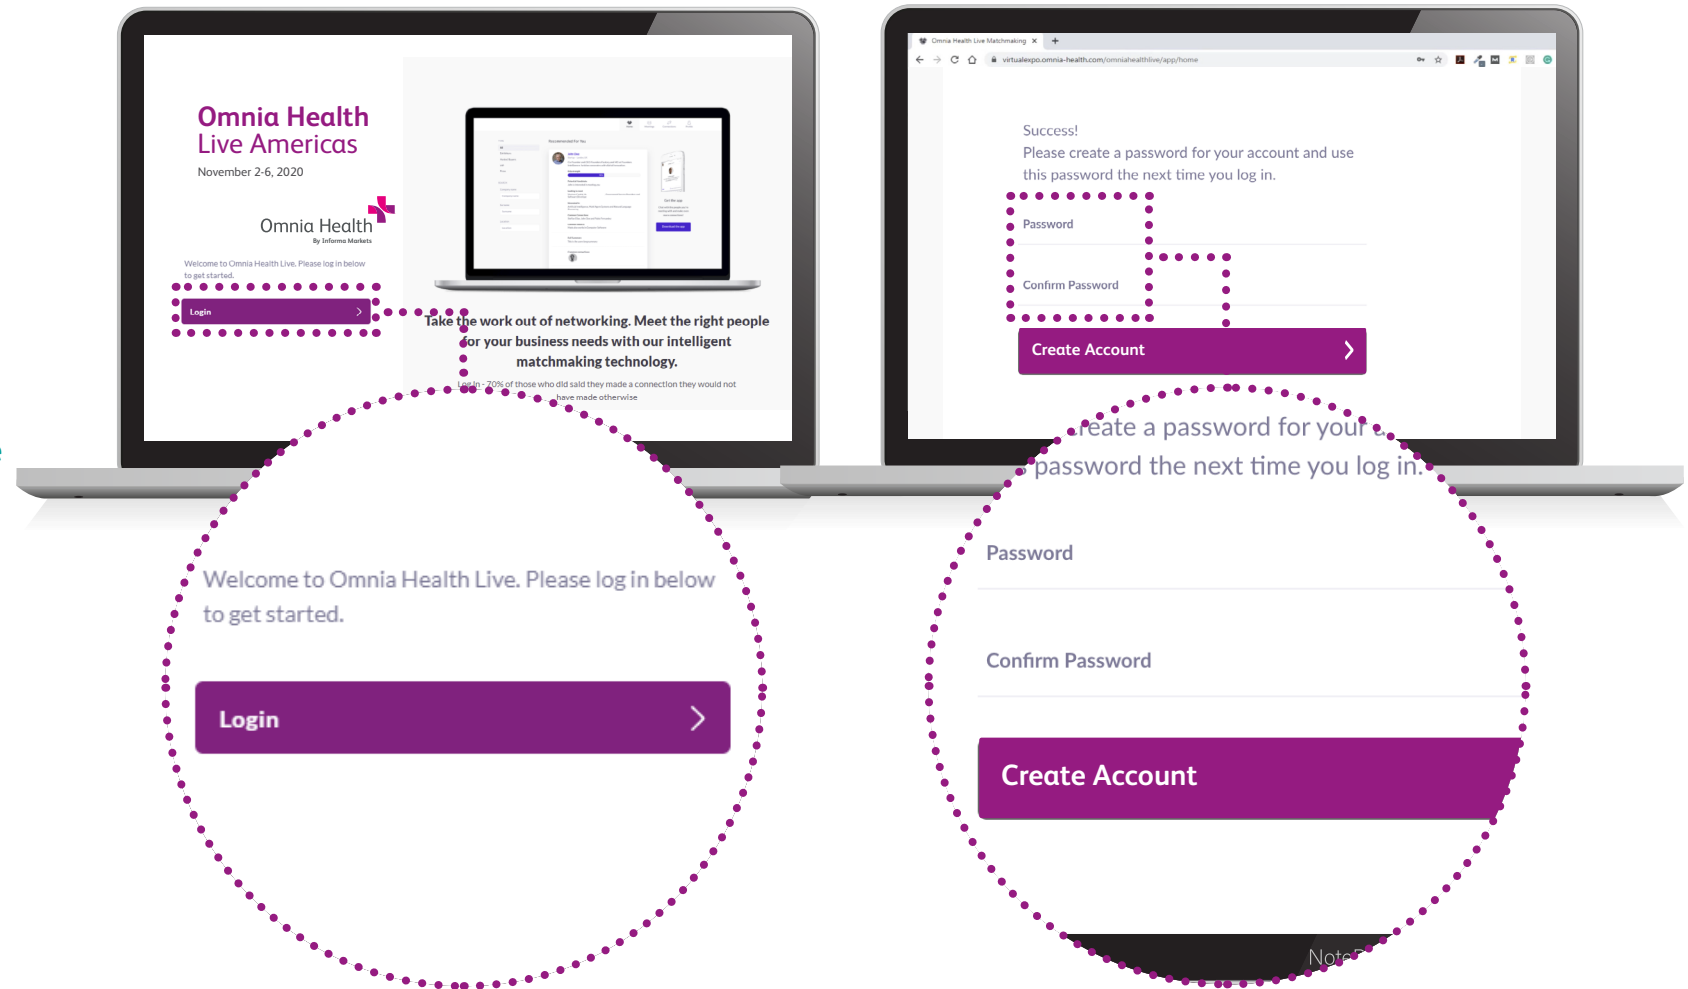 Omnia Health
Live Americas
November 2-6, 2020
Omnia Health
By Informa Markets
Welcome to Omnia Health Live. Please log in below
to get started.
Login
Recommended For You
Take the work out of networking. Meet the right people
for your business needs with our intelligent
matchmaking technology.
Log In - 70% of those who did said they made a connection they would not
have made otherwise
Welcome to Omnia Health Live. Please log in below
to get started.
Login
Omnia Health Live Matchmaking
virtualexpo.omnia-health.com/omniahealthlive/app/home
Success!
Please create a password for your account and use
this password the next time you log in.
Password
Confirm Password
Create Account
create a password for your a
password the next time you log in.
Password
Confirm Password
Create Account
Note